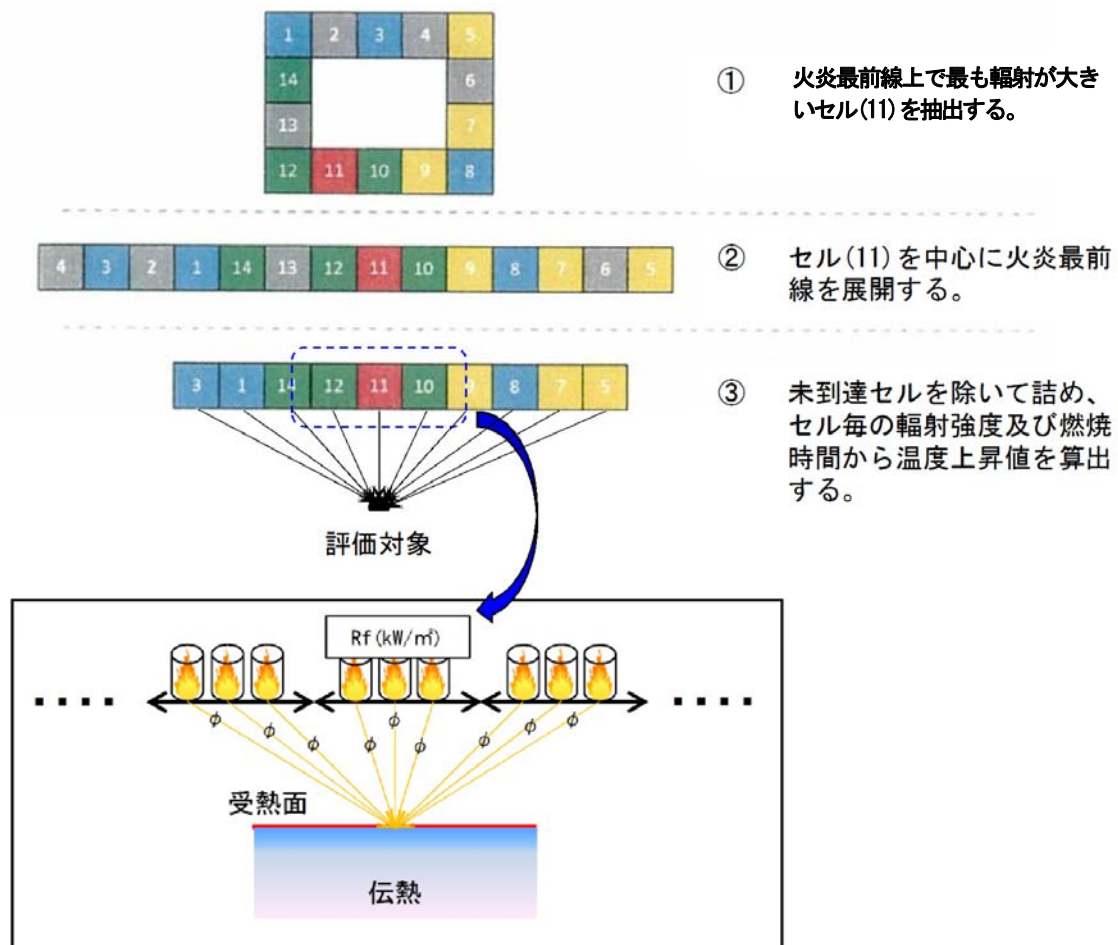 1 2 3 4 5
14 6
13 7
12 11 10 9 8
① 火炎最前線上で最も輻射が大き
いセル(11)を抽出する。
4 3 2 1 14 13 12 11 10 9 8 7 6 5
② セル(11)を中心に火炎最前
線を展開する。
3 1 14 12 11 10 9 8 7 5
③ 未到達セルを除いて詰め、
セル毎の輻射強度及び燃焼
時間から温度上昇値を算出
する。
評価対象
Rf(kW/㎡)
φ φ φ φ φ φ φ φ φ
受熱面
伝熱